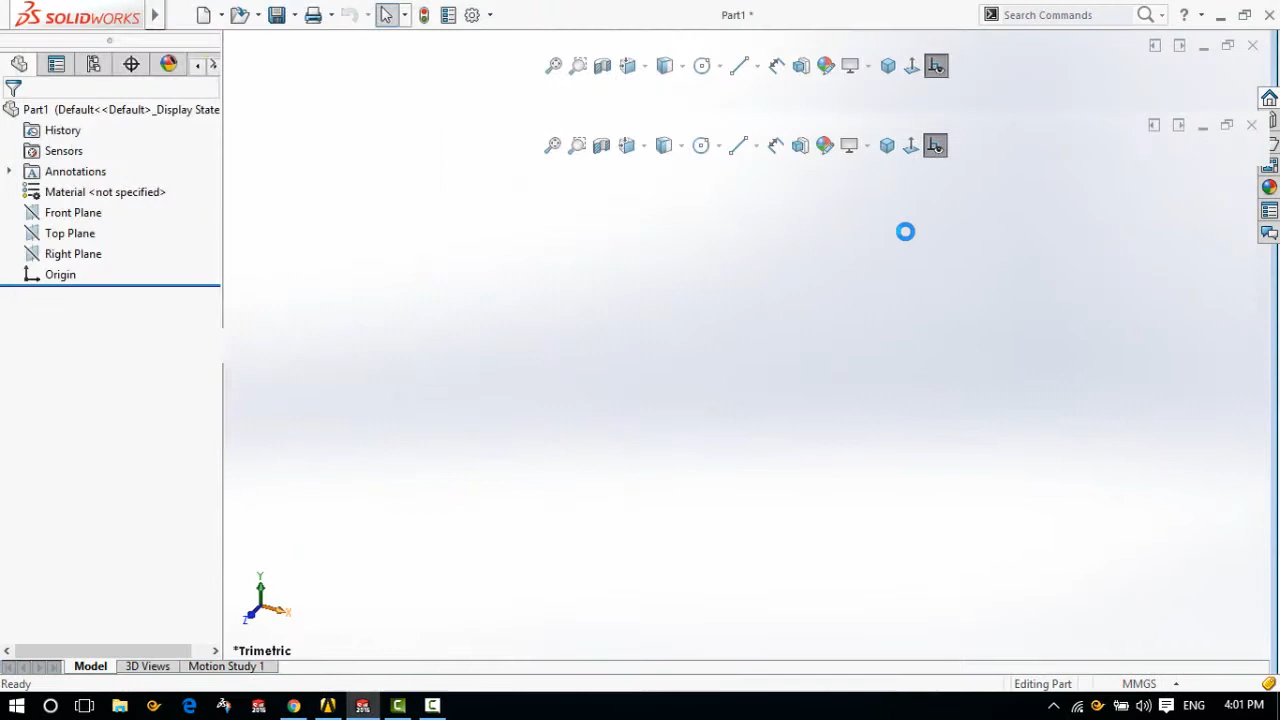 SOLIDWORKS
Part1 *
Search Commands
?
Part1 (Default<<Default>_Display State
History
Sensors
Annotations
Material <not specified>
Front Plane
Top Plane
Right Plane
Origin
Y
X
Z
*Trimetric
Model
3D Views
Motion Study 1
Ready
Editing Part
MMGS
ENG
4:01 PM